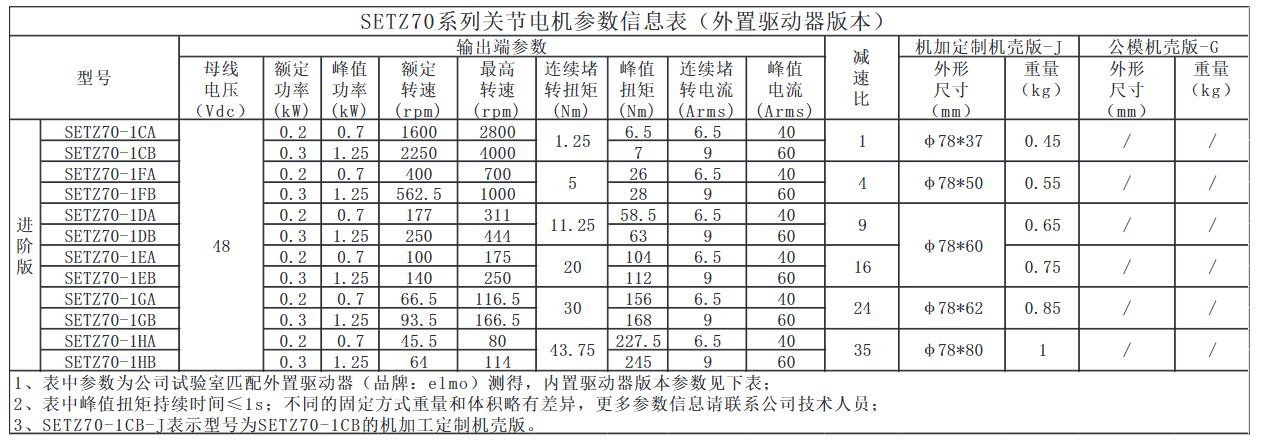 SETZ70系列关节电机参数信息表（外置驱动器版本）
型号 输出端参数 减速比 机加定制机壳版-J 公模机壳版-G
母线电压(Vdc) 额定功率(kW) 峰值功率(kW) 额定转速(rpm) 最高转速(rpm) 连续堵转扭矩(Nm) 峰值扭矩(Nm) 连续堵转电流(Arms) 峰值电流(Arms) 外形尺寸(mm) 重量(kg) 外形尺寸(mm) 重量(kg)
进阶版 SETZ70-1CA 48 0.2 0.7 1600 2800 1.25 6.5 6.5 40 1 φ78*37 0.45 / /
SETZ70-1CB 0.3 1.25 2250 4000 7 9 60
SETZ70-1FA 0.2 0.7 400 700 5 26 6.5 40 4 φ78*50 0.55 / /
SETZ70-1FB 0.3 1.25 562.5 1000 28 9 60
SETZ70-1DA 0.2 0.7 177 311 11.25 58.5 6.5 40 9 φ78*60 0.65 / /
SETZ70-1DB 0.3 1.25 250 444 63 9 60
SETZ70-1EA 0.2 0.7 100 175 20 104 6.5 40 16 0.75 / /
SETZ70-1EB 0.3 1.25 140 250 112 9 60
SETZ70-1GA 0.2 0.7 66.5 116.5 30 156 6.5 40 24 φ78*62 0.85 / /
SETZ70-1GB 0.3 1.25 93.5 166.5 168 9 60
SETZ70-1HA 0.2 0.7 45.5 80 43.75 227.5 6.5 40 35 φ78*80 1 / /
SETZ70-1HB 0.3 1.25 64 114 245 9 60
1、表中参数为公司试验室匹配外置驱动器（品牌：elmo）测得，内置驱动器版本参数见下表；
2、表中峰值扭矩持续时间≤1s；不同的固定方式重量和体积略有差异，更多参数信息请联系公司技术人员；
3、SETZ70-1CB-J表示型号为SETZ70-1CB的机加工定制机壳版。